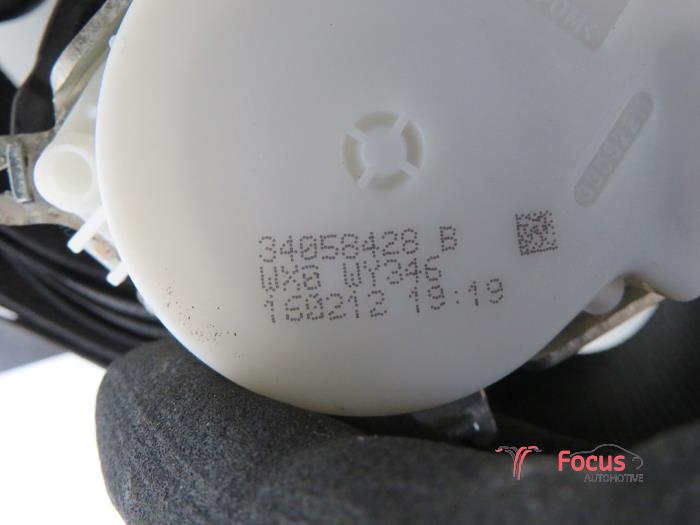 34058428 B
WX8 WY346
160212 19:19
Focus
AUTOMOTIVE